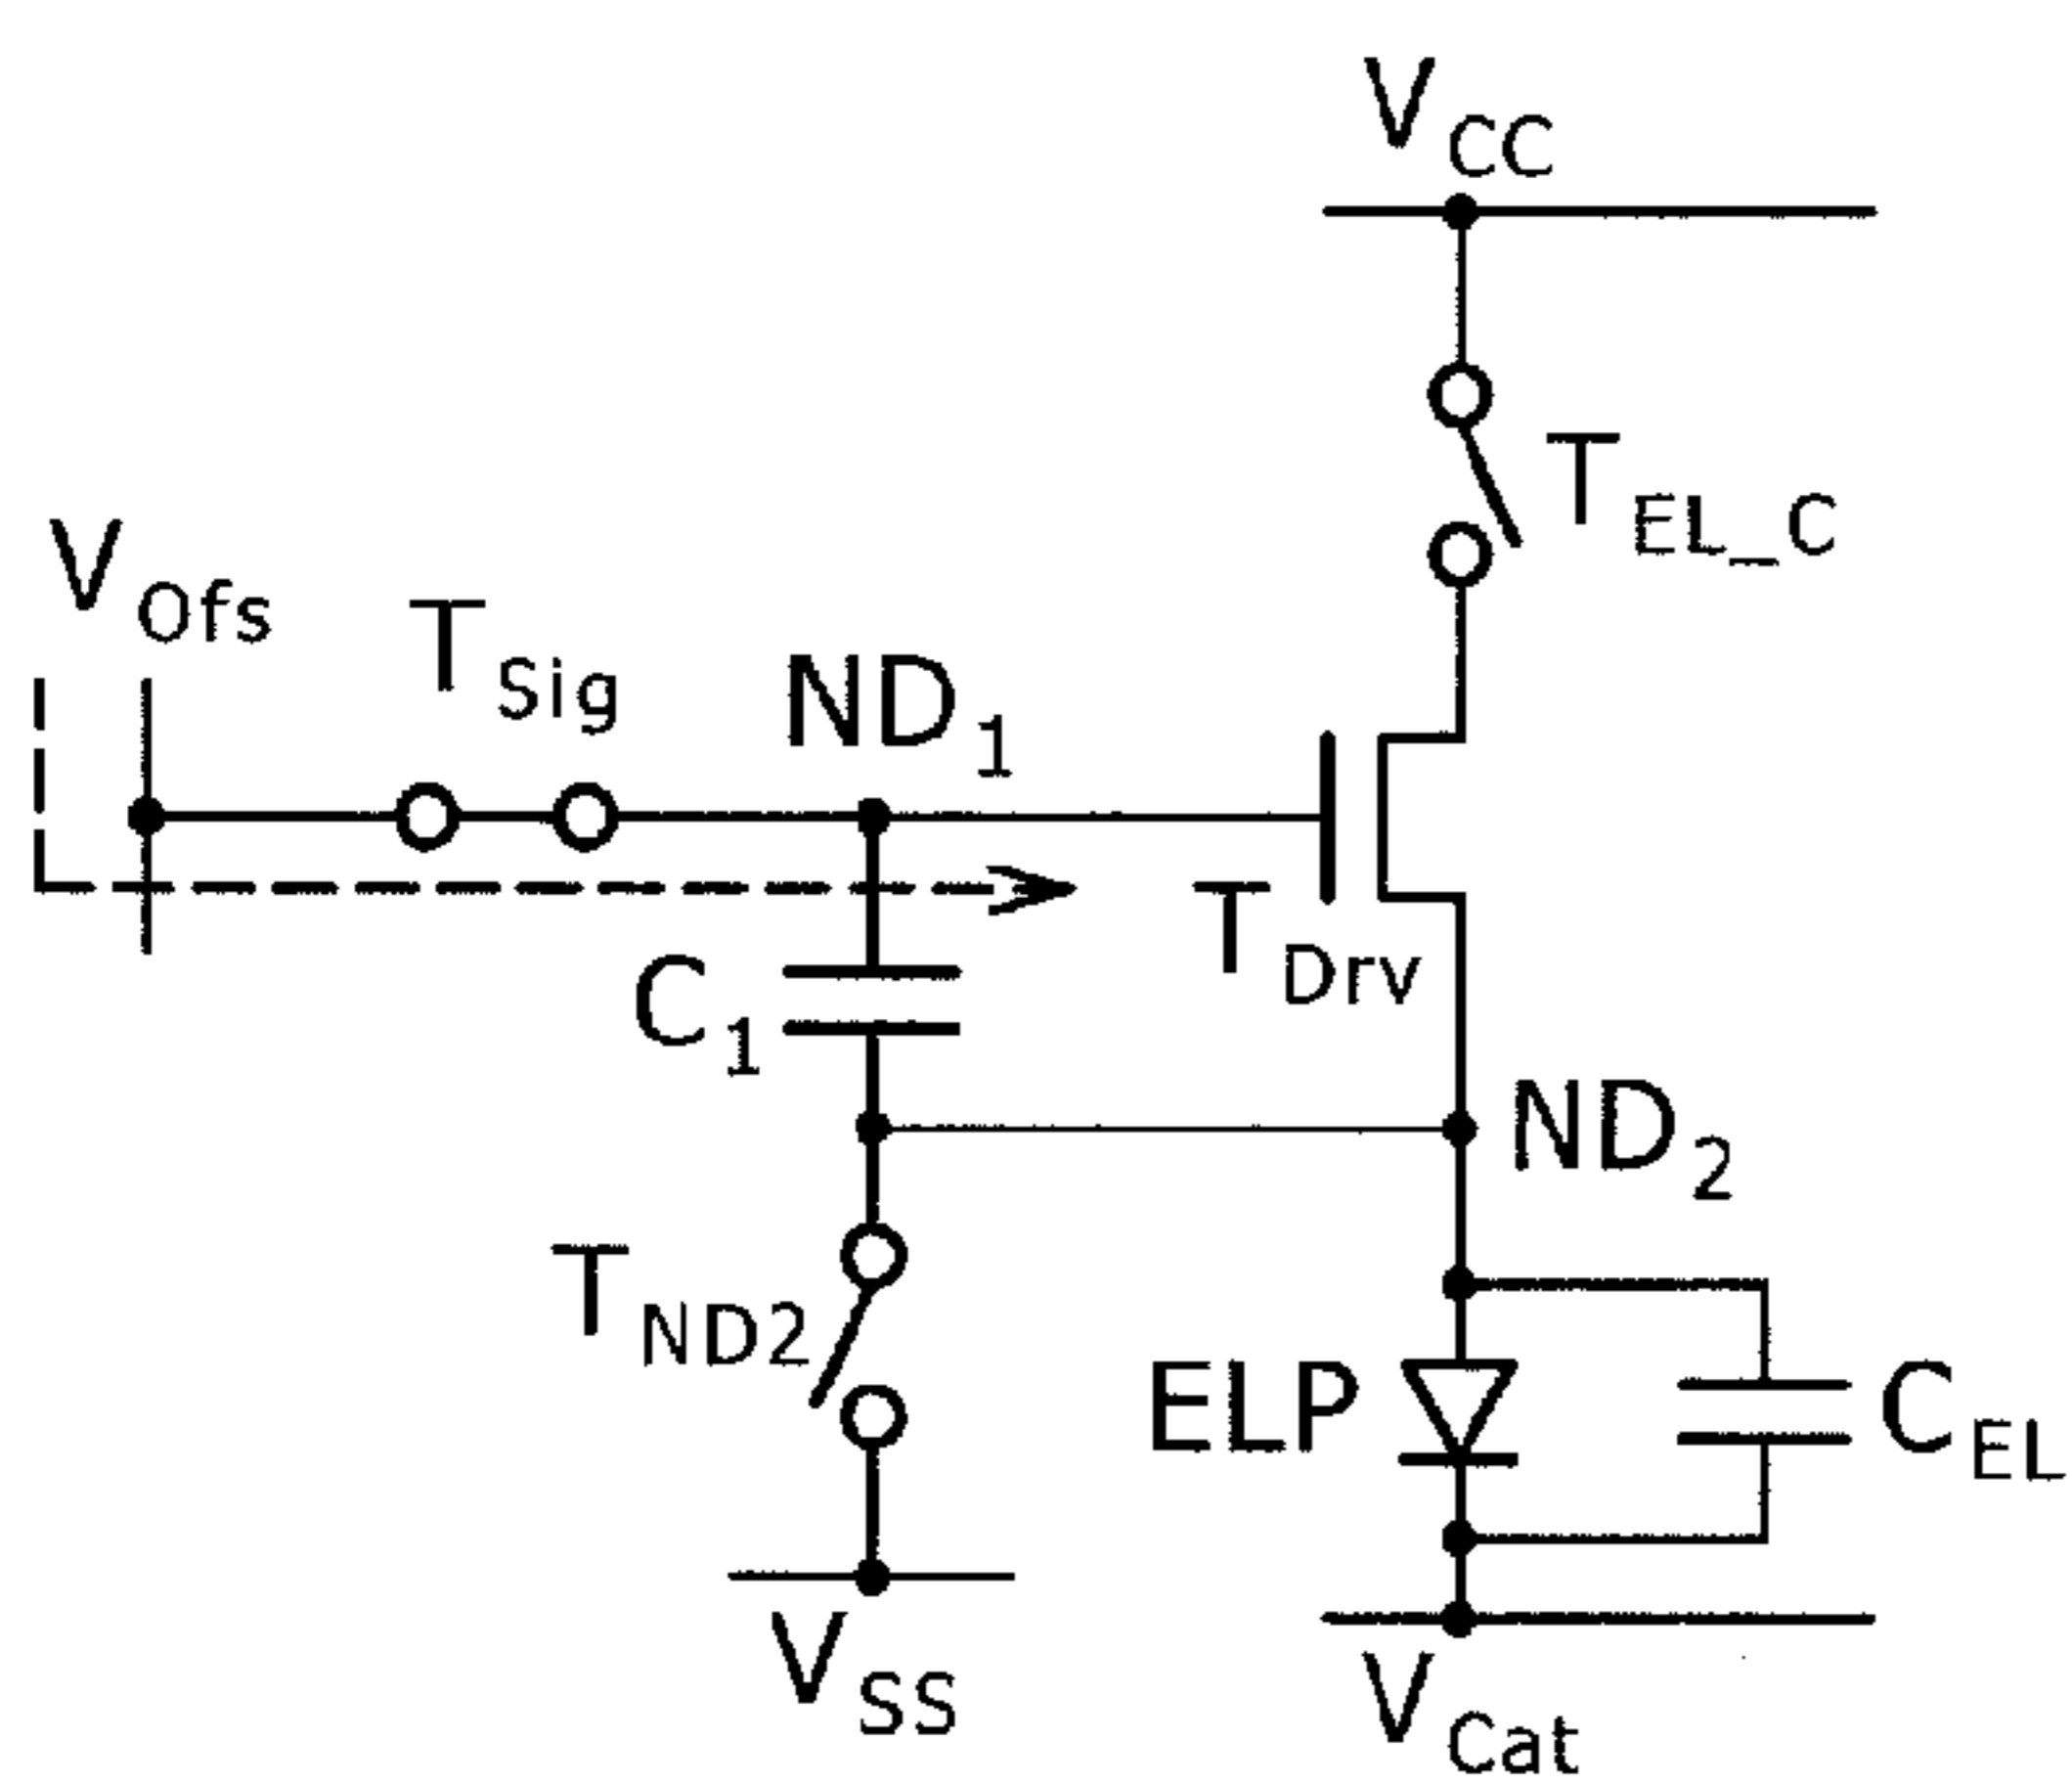 VCC
TEL_C
VOfs
TSig
ND1
TDrv
C1
ND2
TND2
ELP
CEL
VSS
VCat